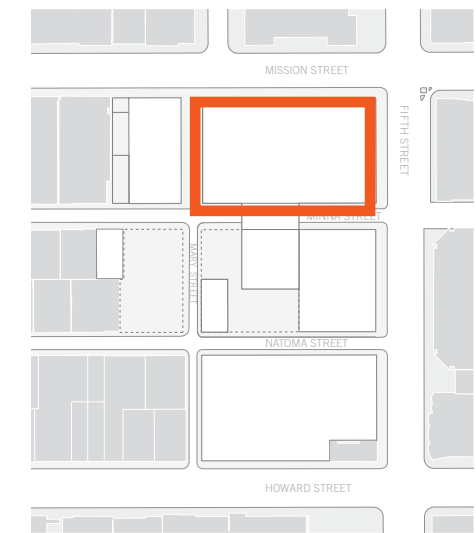 MISSION STREET
FIFTH STREET
MINNA STREET
MARY STREET
NATOMA STREET
HOWARD STREET